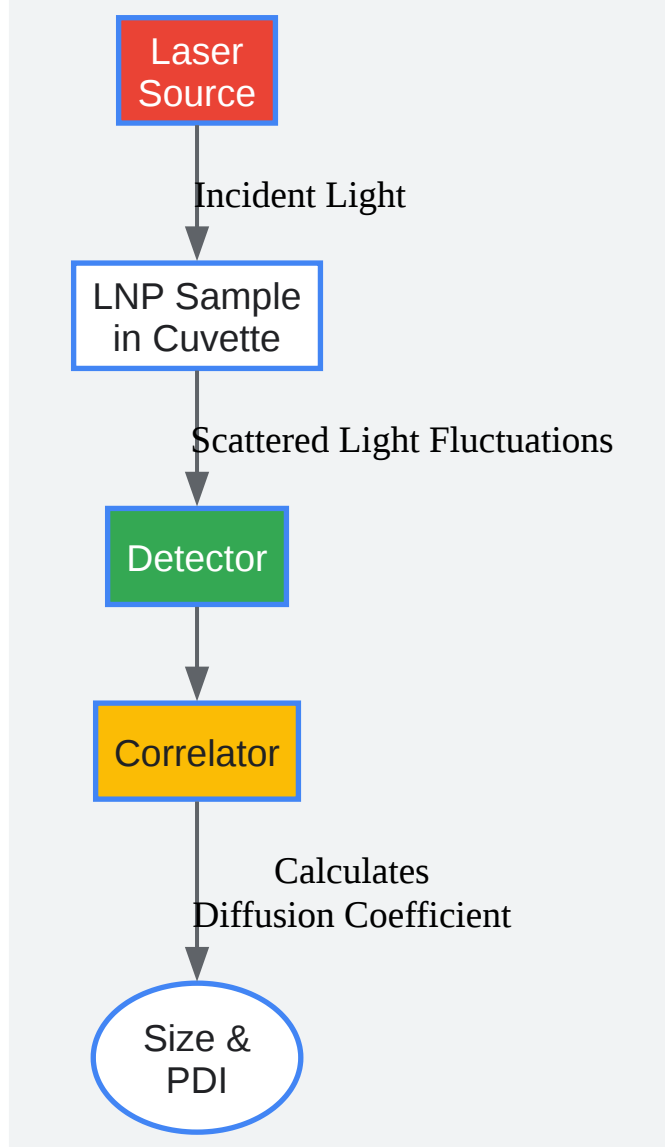 Laser
Source
Incident Light
LNP Sample
in Cuvette
Scattered Light Fluctuations
Detector
Correlator
Calculates
Diffusion Coefficient
Size &
PDI